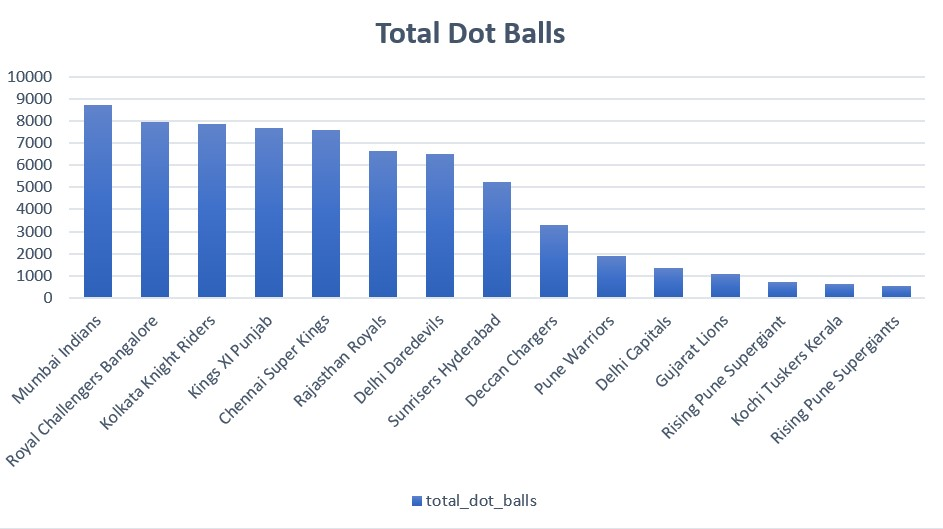 Total Dot Balls
10000
9000
8000
7000
6000
5000
4000
3000
2000
1000
0
Mumbai Indians
Royal Challengers Bangalore
Kolkata Knight Riders
Kings XI Punjab
Chennai Super Kings
Rajasthan Royals
Delhi Daredevils
Sunrisers Hyderabad
Deccan Chargers
Pune Warriors
Delhi Capitals
Gujarat Lions
Rising Pune Supergiant
Kochi Tuskers Kerala
Rising Pune Supergiants
total_dot_balls